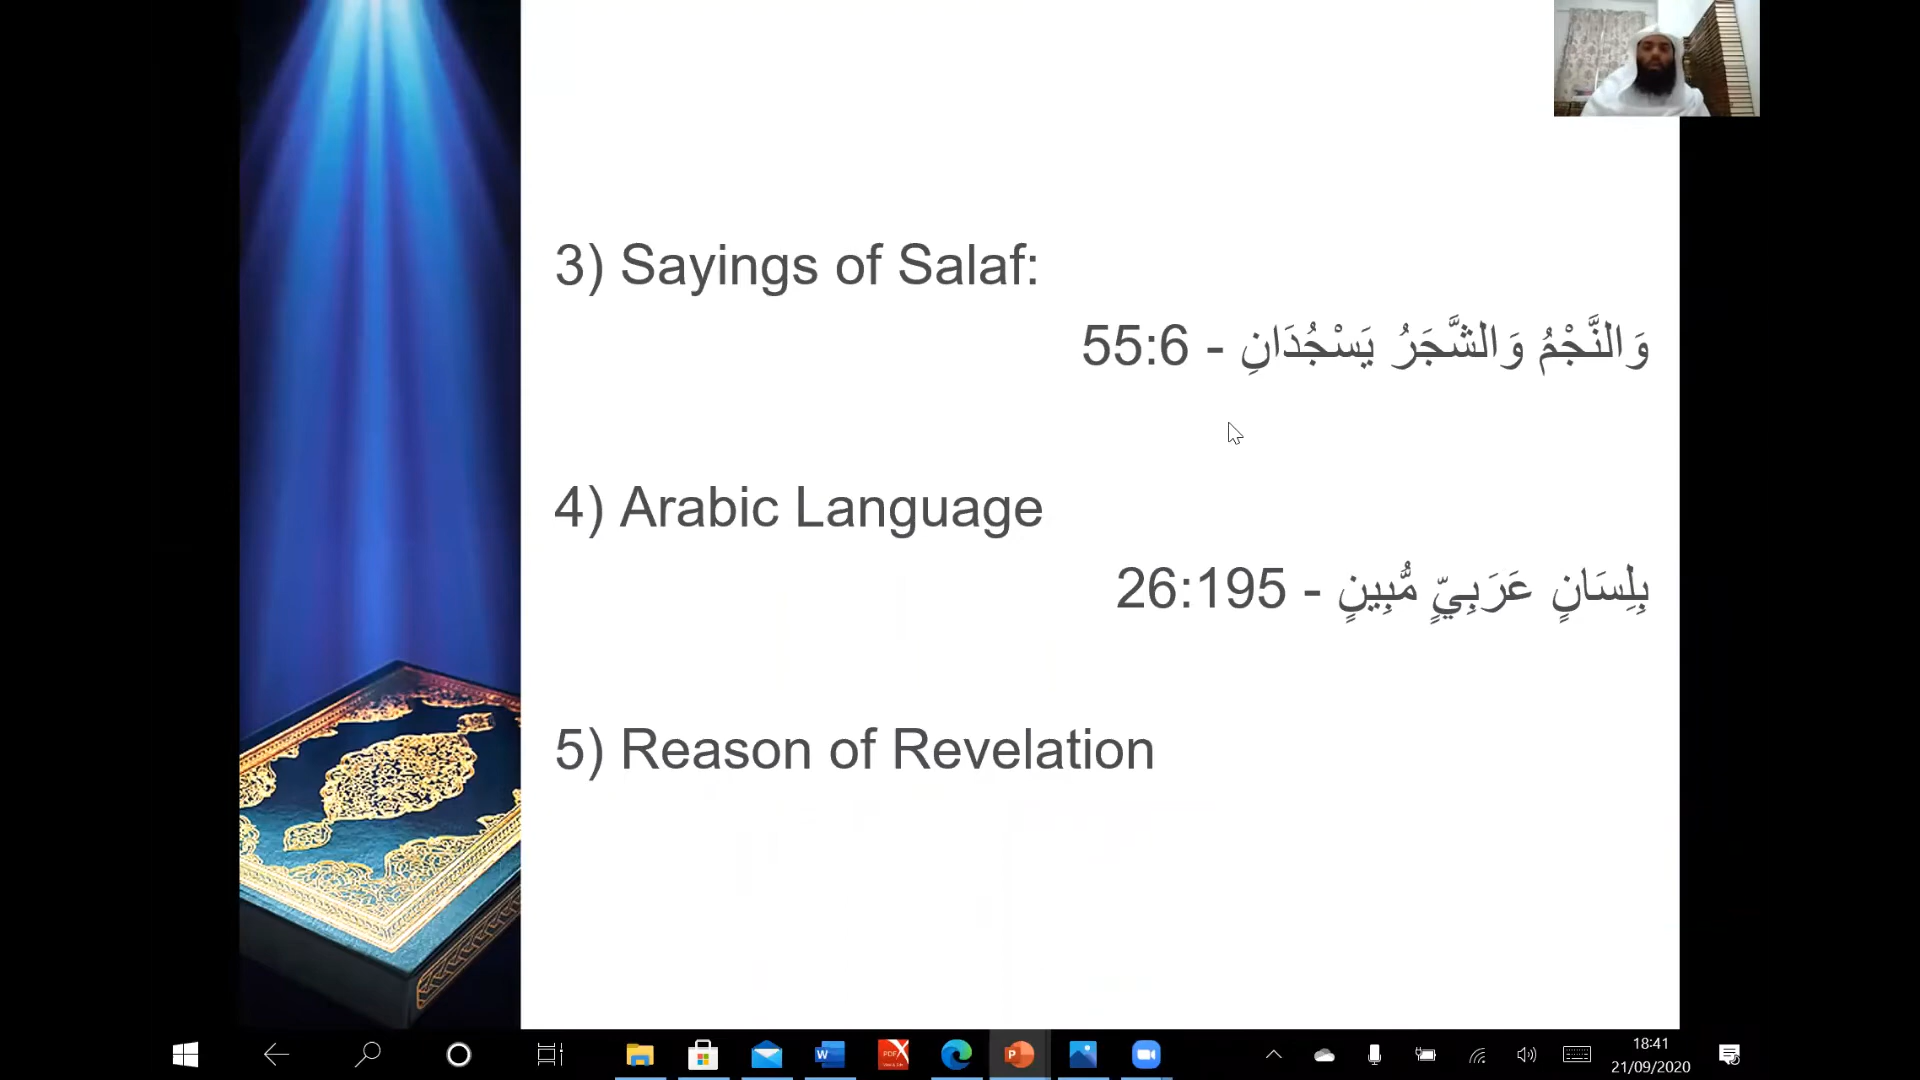 3) Sayings of Salaf:
وَالنَّجْمُ وَالشَّجَرُ يَسْجُدَانِ - 55:6
4) Arabic Language
بِلِسَانٍ عَرَبِيٍّ مُّبِينٍ - 26:195
5) Reason of Revelation
18:41
21/09/2020